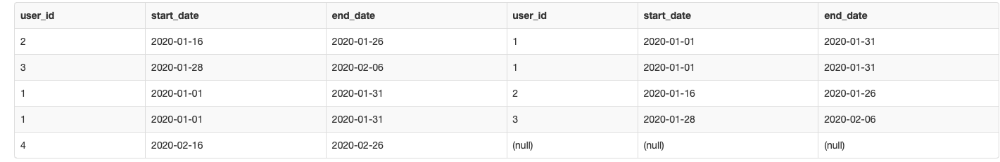 user_id start_date end_date user_id start_date end_date
2 2020-01-16 2020-01-26 1 2020-01-01 2020-01-31
3 2020-01-28 2020-02-06 1 2020-01-01 2020-01-31
1 2020-01-01 2020-01-31 2 2020-01-16 2020-01-26
1 2020-01-01 2020-01-31 3 2020-01-28 2020-02-06
4 2020-02-16 2020-02-26 (null) (null) (null)